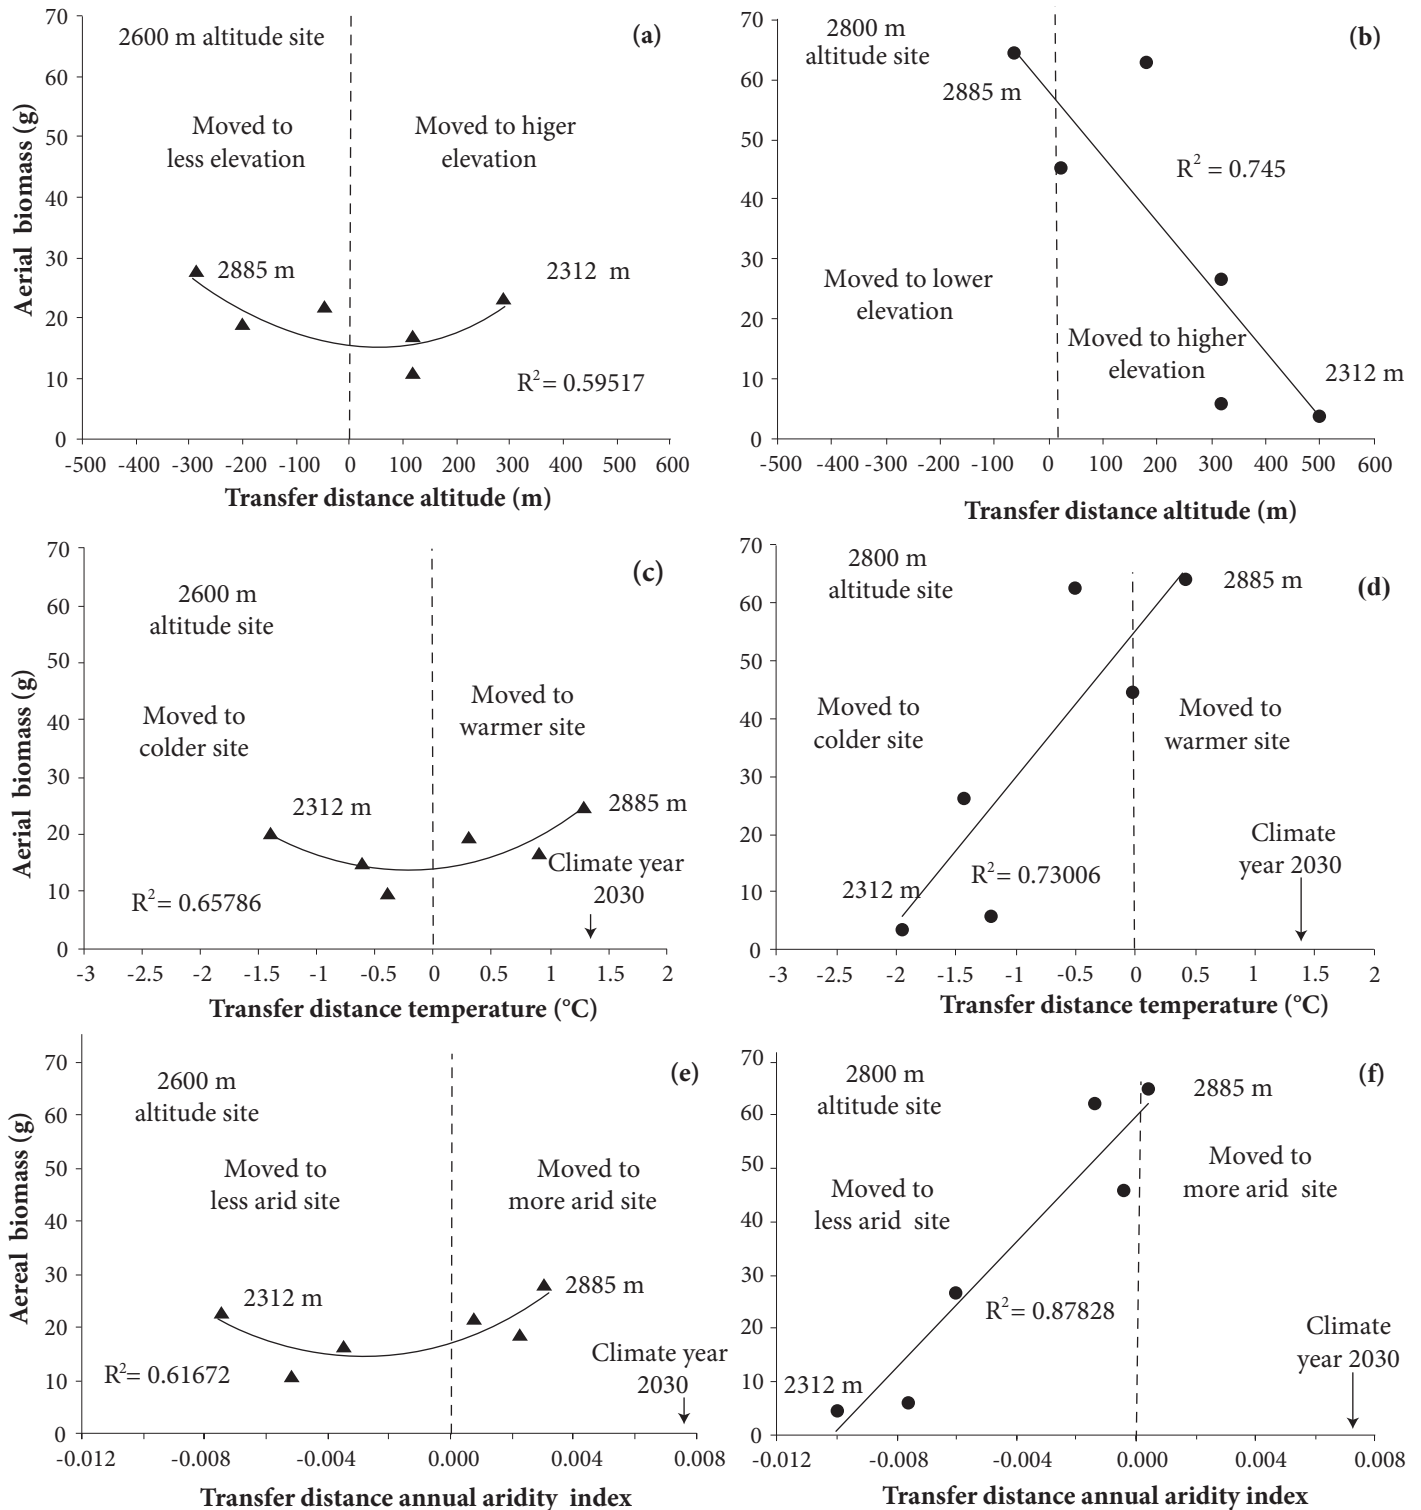 70
60
50
40
30
20
10
0
Aerial biomass (g)
2600 m altitude site
(a)
Moved to
less elevation
Moved to higer
elevation
2885 m
2312 m
R2 = 0.59517
-500 -400 -300 -200 -100 0 100 200 300 400 500 600
Transfer distance altitude (m)
70
60
50
40
30
20
10
0
2800 m
altitude site
(b)
2885 m
R2 = 0.745
Moved to lower
elevation
Moved to higher
elevation
2312 m
-500 -400 -300 -200 -100 0 100 200 300 400 500 600
Transfer distance altitude (m)
70
60
50
40
30
20
10
0
Aerial biomass (g)
(c)
2600 m
altitude site
Moved to
colder site
Moved to
warmer site
2312 m
2885 m
Climate year
2030
R2 = 0.65786
-3 -2.5 -2 -1.5 -1 -0.5 0 0.5 1 1.5 2
Transfer distance temperature (°C)
70
60
50
40
30
20
10
0
2800 m
altitude site
2885 m
(d)
Moved to
colder site
Moved to
warmer site
Climate
year 2030
2312 m
R2 = 0.73006
-3 -2.5 -2 -1.5 -1 -0.5 0 0.5 1 1.5 2
Transfer distance temperature (°C)
70
60
50
40
30
20
10
0
Aereal biomass (g)
2600 m
altitude site
(e)
Moved to
less arid site
Moved to
more arid site
2312 m
2885 m
Climate year
2030
R2= 0.61672
-0.012 -0.008 -0.004 0.000 0.004 0.008
Transfer distance annual aridity index
70
60
50
40
30
20
10
0
2800 m
altitude site
2885 m
(f)
Moved to
less arid site
Moved to
more arid site
R2 = 0.87828
Climate
year 2030
2312 m
-0.012 -0.008 -0.004 0.000 0.004 0.008
Transfer distance annual aridity index